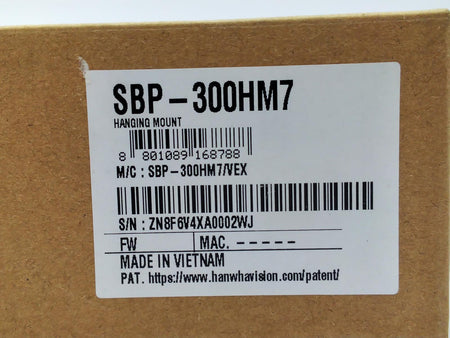 SBP-300HM7
HANGING MOUNT
8 801089 168788
M/C : SBP-300HM7/VEX
S/N : ZN8F6V4XA0002WJ
FW MAC. - - - - -
MADE IN VIETNAM
PAT. https://www.hanwhavision.com/patent/